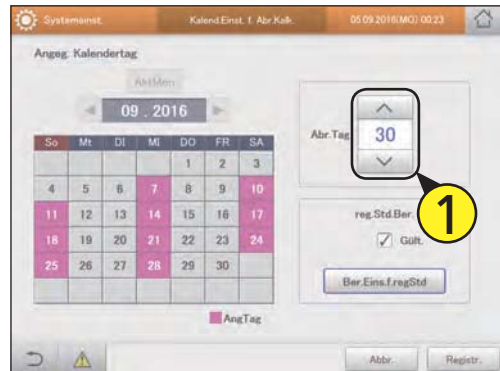 Systemeinst. Kalend.Einst. f. Abr.Kalk. 05.09.2016(MO) 00:23
Angeg. Kalendertag
AktMon
09 . 2016
So Mt DI MI DO FR SA
1 2 3
4 5 6 7 8 9 10
11 12 13 14 15 16 17
18 19 20 21 22 23 24
25 26 27 28 29 30
AngTag
Abr.Tag 30
1
reg.Std.Ber.
Gült.
Ber.Eins.f.regStd
Abbr. Registr.